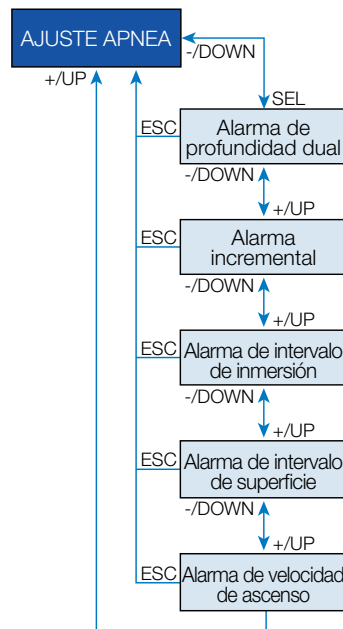 AJUSTE APNEA
-/DOWN
+/UP
SEL
ESC
Alarma de
profundidad dual
-/DOWN
+/UP
ESC
Alarma
incremental
-/DOWN
+/UP
ESC
Alarma de intervalo
de inmersión
-/DOWN
+/UP
ESC
Alarma de intervalo
de superficie
-/DOWN
+/UP
ESC
Alarma de velocidad
de ascenso